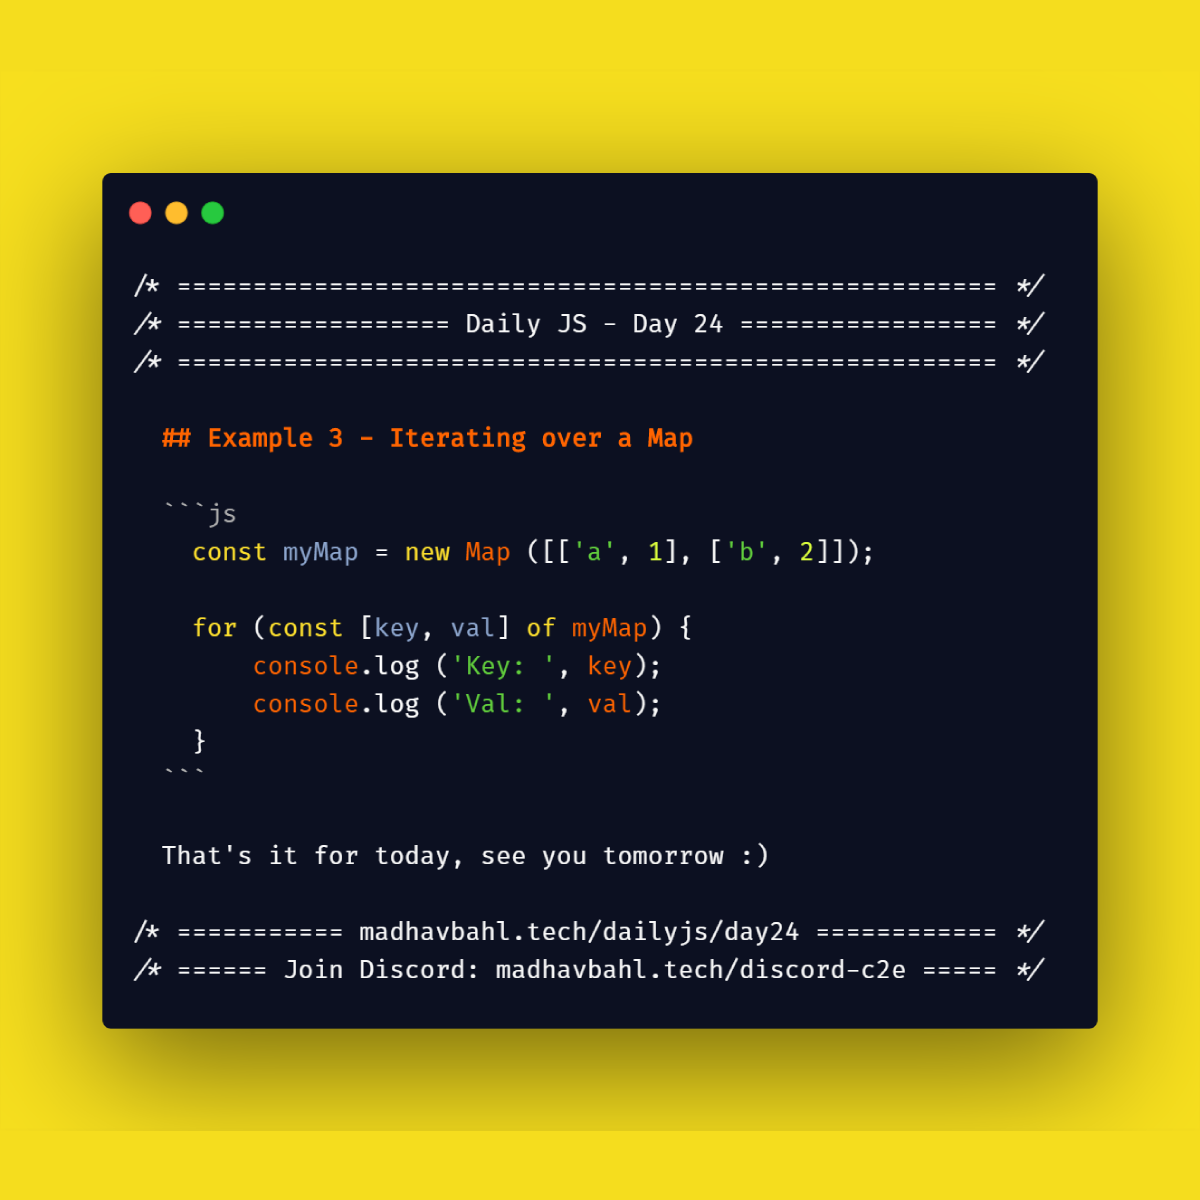 /* ====================================================== */
/* ================== Daily JS - Day 24 ================= */
/* ====================================================== */
## Example 3 - Iterating over a Map
```js
const myMap = new Map ([['a', 1], ['b', 2]]);
for (const [key, val] of myMap) {
console.log ('Key: ', key);
console.log ('Val: ', val);
}
```
That's it for today, see you tomorrow :)
/* =========== madhavbahl.tech/dailyjs/day24 ============ */
/* ====== Join Discord: madhavbahl.tech/discord-c2e ===== */